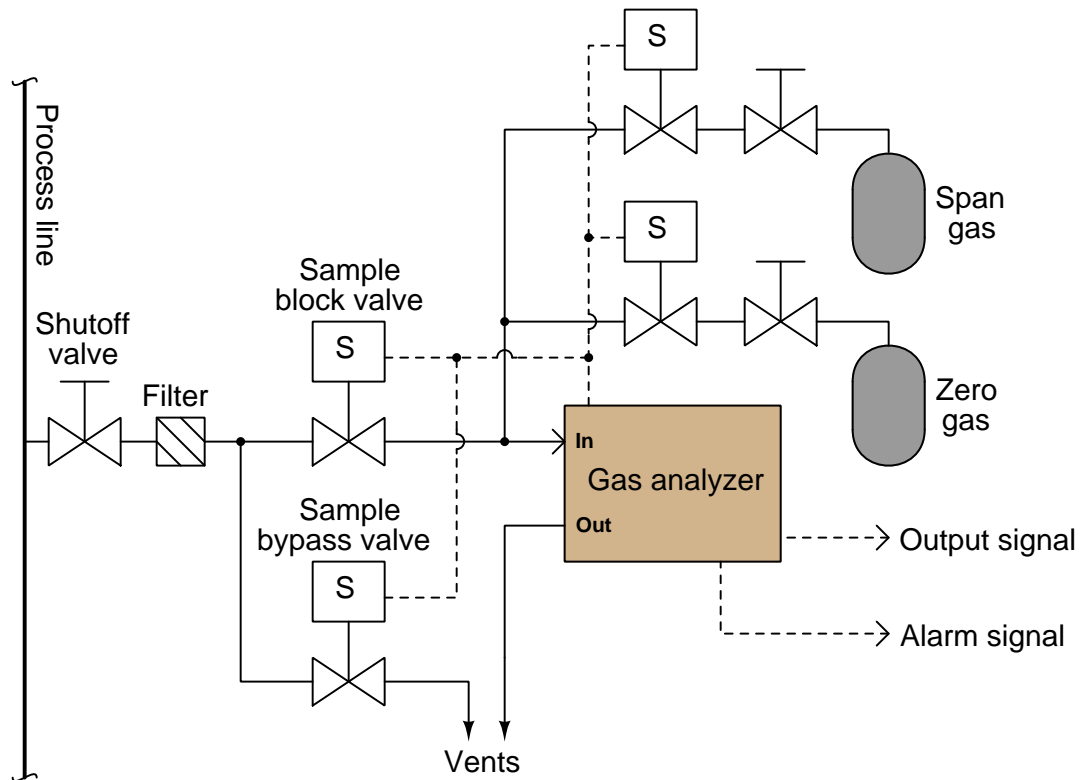 S
Process line
S
Span
gas
Sample
block valve
Shutoff
valve
S
Filter
Zero
gas
In
Gas analyzer
Sample
bypass valve
Out
Output signal
S
Alarm signal
Vents